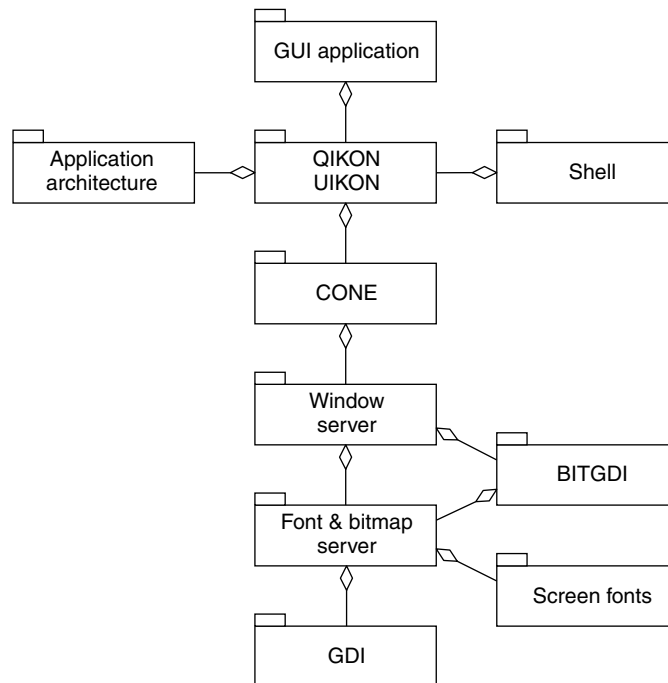 GUI application
Application
architecture
QIKON
UIKON
Shell
CONE
Window
server
BITGDI
Font & bitmap
server
Screen fonts
GDI